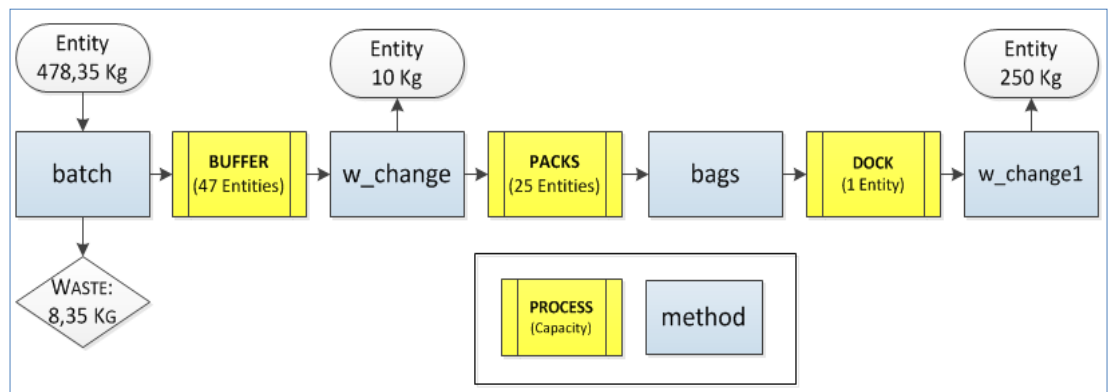 Entity
478,35 Kg
Entity
10 Kg
Entity
250 Kg
batch
BUFFER
(47 Entities)
w_change
PACKS
(25 Entities)
bags
DOCK
(1 Entity)
w_change1
WASTE:
8,35 KG
PROCESS
(Capacity)
method